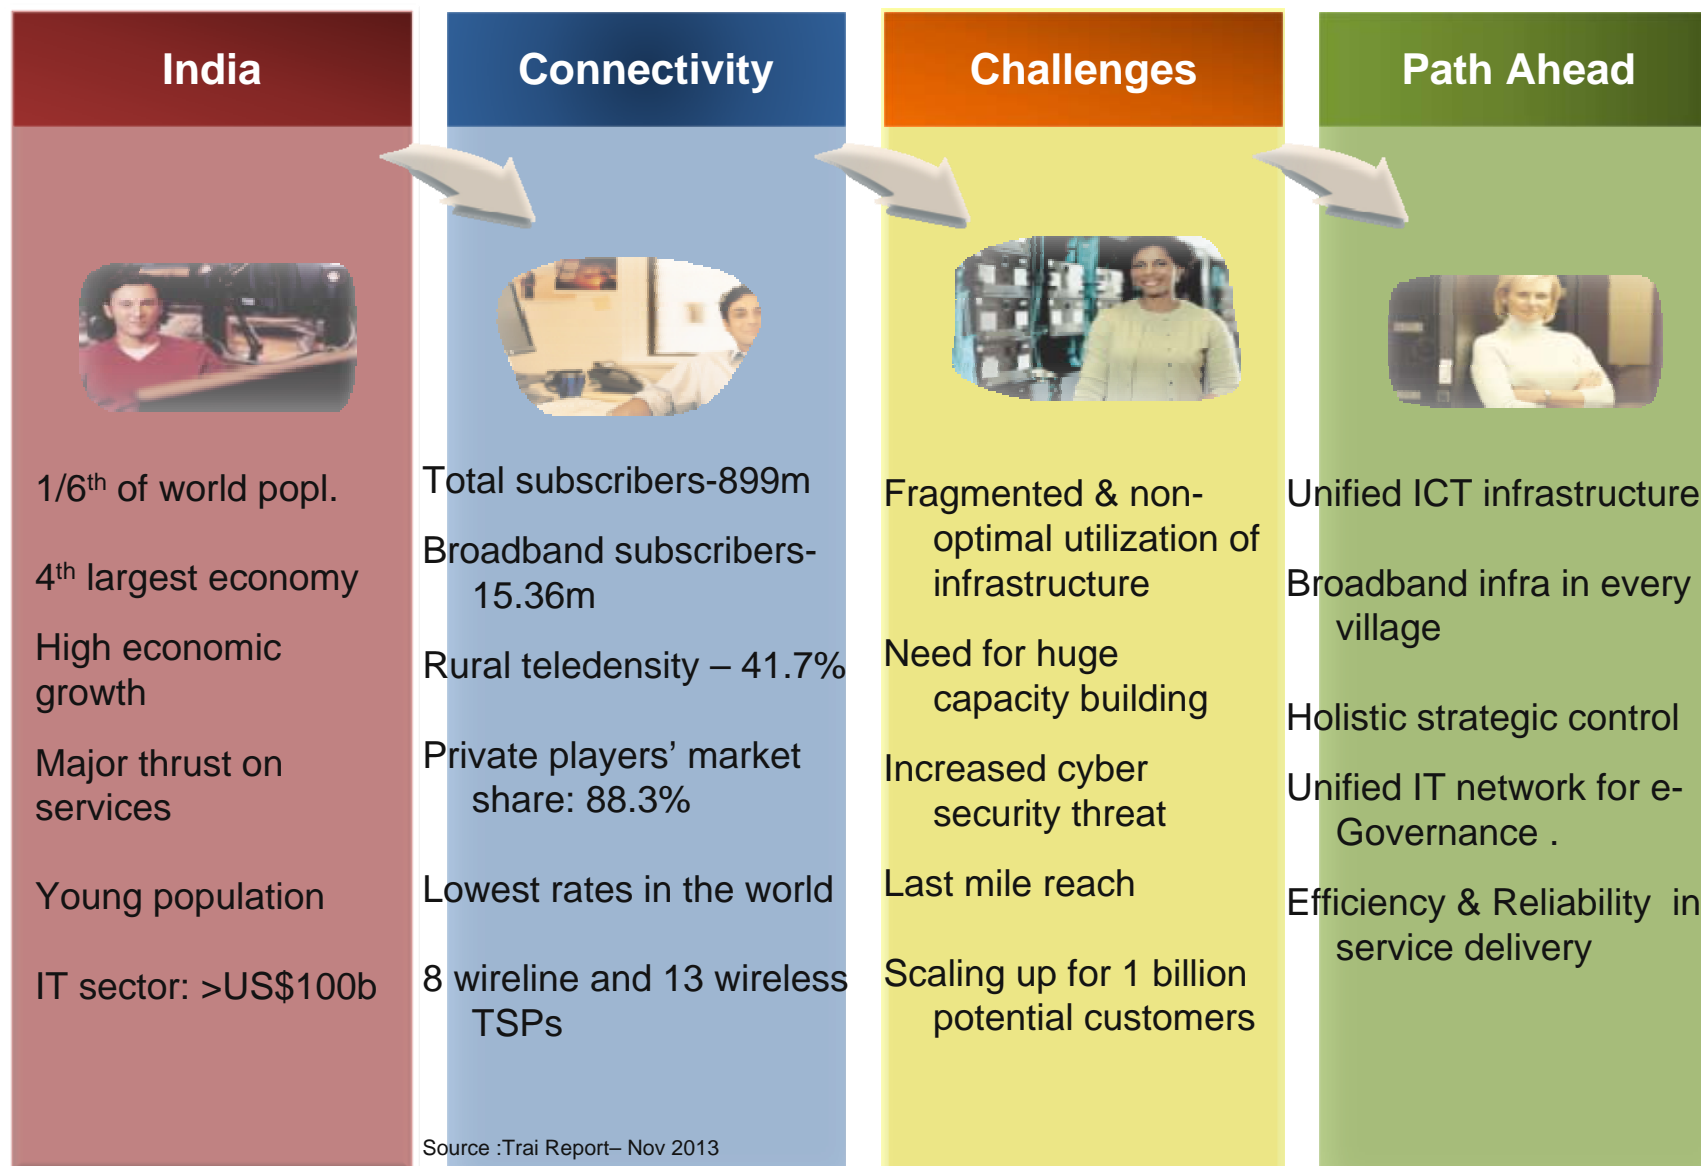 India
1/6th of world popl.
4th largest economy
High economic
growth
Major thrust on
services
Young population
IT sector: >US$100b
Connectivity
Total subscribers-899m
Broadband subscribers-
15.36m
Rural teledensity – 41.7%
Private players’ market
share: 88.3%
Lowest rates in the world
8 wireline and 13 wireless
TSPs
Source :Trai Report– Nov 2013
Challenges
Fragmented & non-
optimal utilization of
infrastructure
Need for huge
capacity building
Increased cyber
security threat
Last mile reach
Scaling up for 1 billion
potential customers
Path Ahead
Unified ICT infrastructure
Broadband infra in every
village
Holistic strategic control
Unified IT network for e-
Governance .
Efficiency & Reliability  in
service delivery